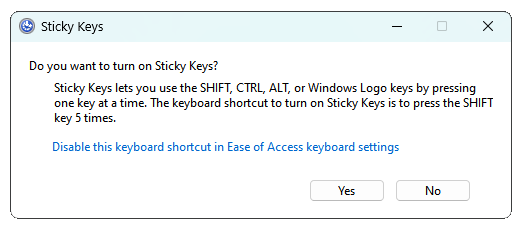 Sticky Keys
Do you want to turn on Sticky Keys?
Sticky Keys lets you use the SHIFT, CTRL, ALT, or Windows Logo keys by pressing
one key at a time. The keyboard shortcut to turn on Sticky Keys is to press the SHIFT
key 5 times.
Disable this keyboard shortcut in Ease of Access keyboard settings
Yes No